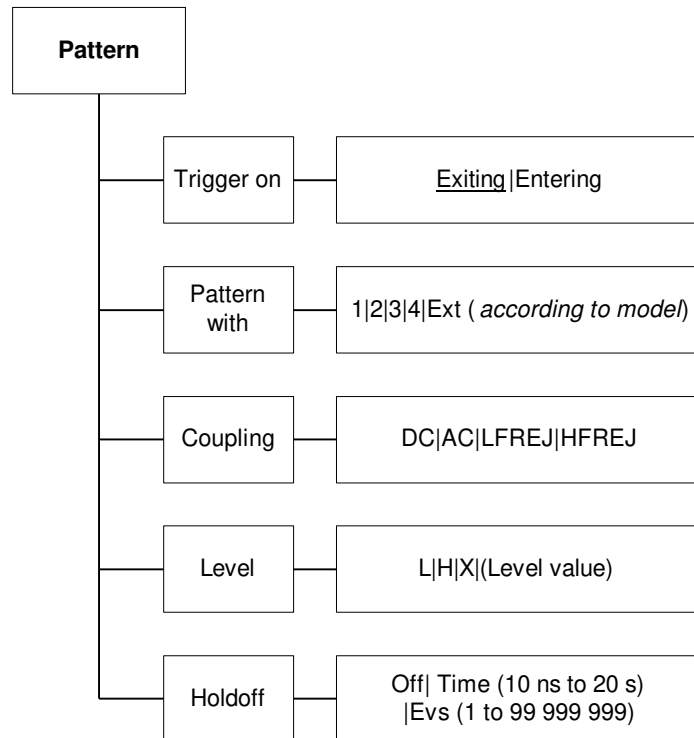 Pattern
Trigger on
Exiting|Entering
Pattern
with
1|2|3|4|Ext ( according to model)
Coupling
DC|AC|LFREJ|HFREJ
Level
L|H|X|(Level value)
Holdoff
Off| Time (10 ns to 20 s)
|Evs (1 to 99 999 999)